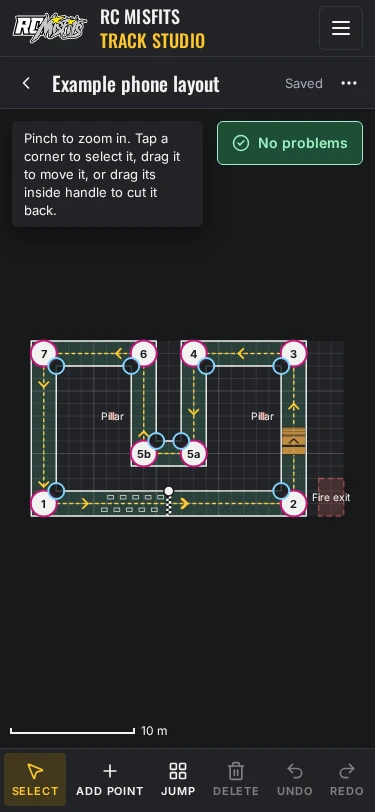 RC MISFITS
RC MISFITS
TRACK STUDIO
Example phone layout
Saved
Pinch to zoom in. Tap a
corner to select it, drag it
to move it, or drag its
inside handle to cut it
back.
No problems
7
6
4
3
Pillar
Pillar
5b
5a
1
2
Fire exit
10 m
SELECT
ADD POINT
JUMP
DELETE
UNDO
REDO